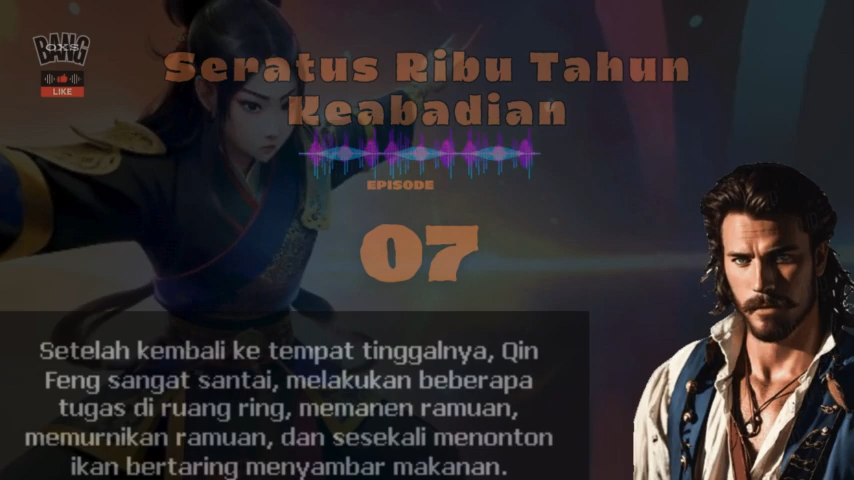 BANG
OXS
LIKE
Seratus Ribu Tahun
Keabadian
EPISODE
07
Setelah kembali ke tempat tinggalnya, Qin
Feng sangat santai, melakukan beberapa
tugas di ruang ring, memanen ramuan,
memurnikan ramuan, dan sesekali menonton
ikan bertaring menyambar makanan.